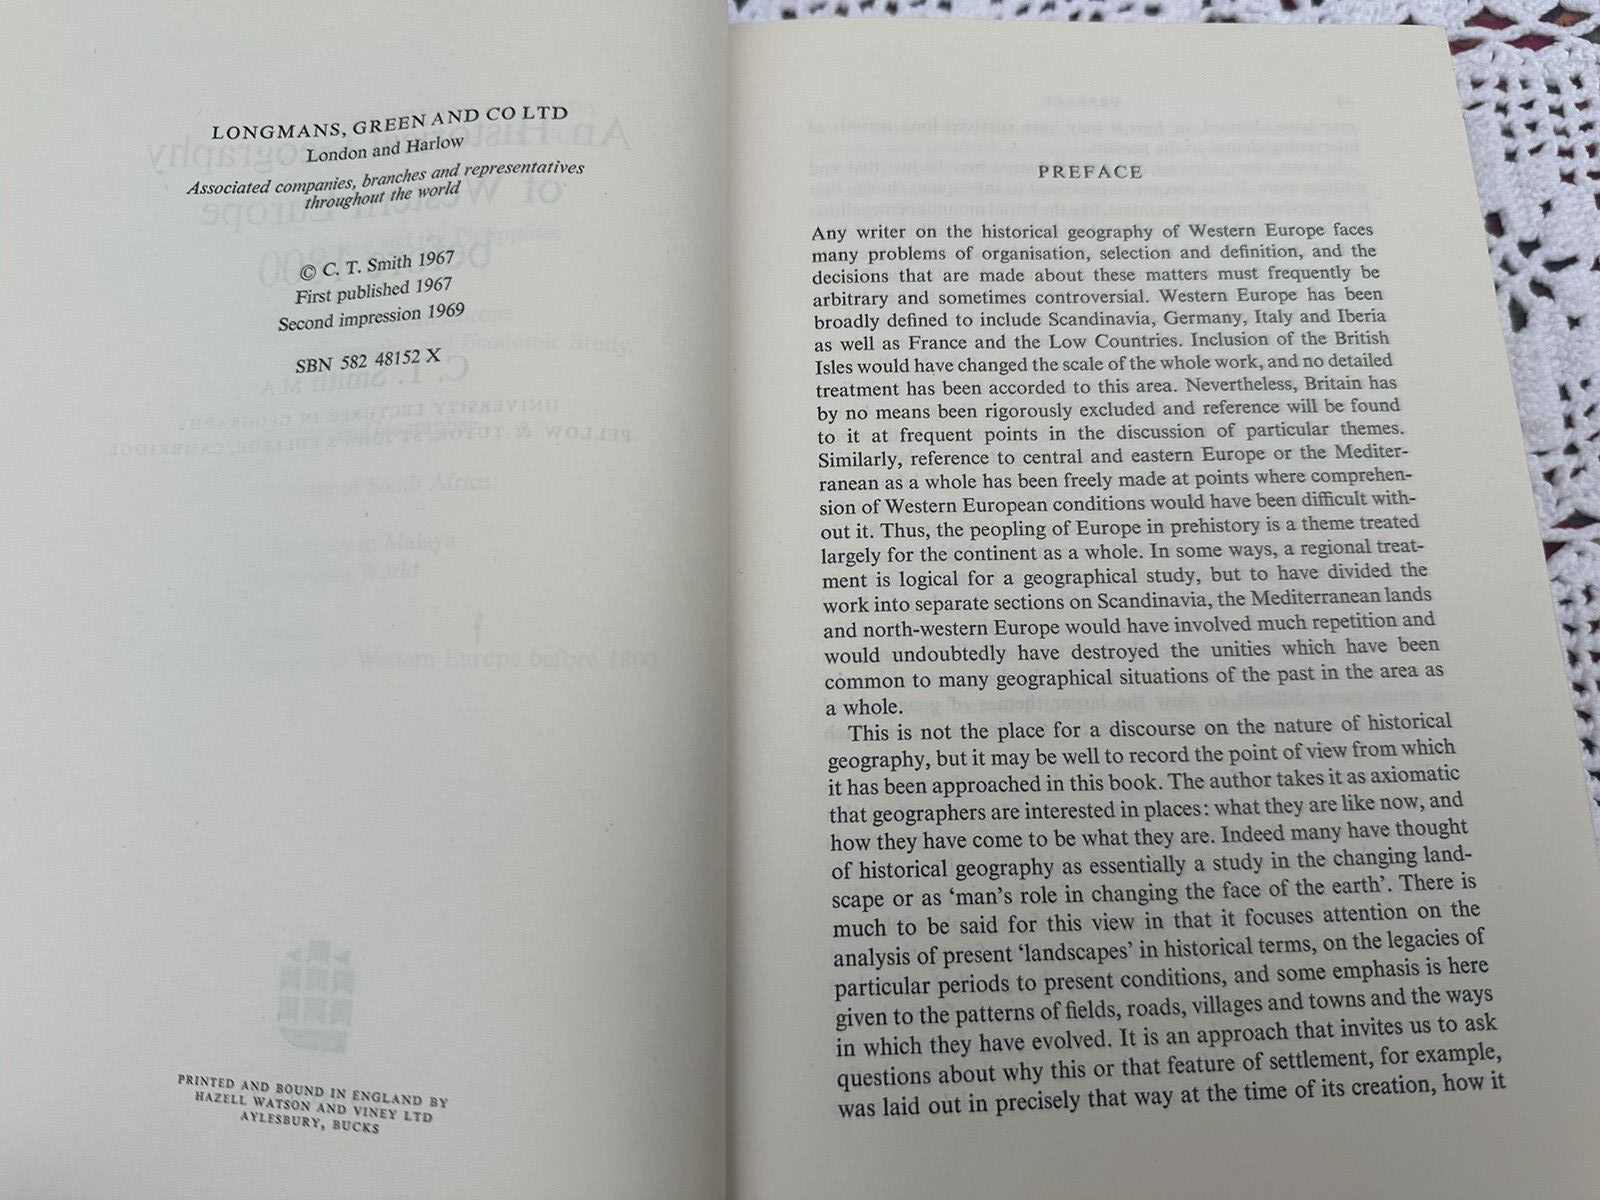 LONGMANS, GREEN AND CO LTD
London and Harlow
Associated companies, branches and representatives
throughout the world
© C. T. Smith 1967
First published 1967
Second impression 1969
SBN 582 48152 X
PRINTED AND BOUND IN ENGLAND BY
HAZELL WATSON AND VINEY LTD
AYLESBURY, BUCKS
PREFACE
Any writer on the historical geography of Western Europe faces
many problems of organisation, selection and definition, and the
decisions that are made about these matters must frequently be
arbitrary and sometimes controversial. Western Europe has been
broadly defined to include Scandinavia, Germany, Italy and Iberia
as well as France and the Low Countries. Inclusion of the British
Isles would have changed the scale of the whole work, and no detailed
treatment has been accorded to this area. Nevertheless, Britain has
by no means been rigorously excluded and reference will be found
to it at frequent points in the discussion of particular themes.
Similarly, reference to central and eastern Europe or the Mediter-
ranean as a whole has been freely made at points where comprehen-
sion of Western European conditions would have been difficult with-
out it. Thus, the peopling of Europe in prehistory is a theme treated
largely for the continent as a whole. In some ways, a regional treat-
ment is logical for a geographical study, but to have divided the
work into separate sections on Scandinavia, the Mediterranean lands
and north-western Europe would have involved much repetition and
would undoubtedly have destroyed the unities which have been
common to many geographical situations of the past in the area as
a whole.
This is not the place for a discourse on the nature of historical
geography, but it may be well to record the point of view from which
it has been approached in this book. The author takes it as axiomatic
that geographers are interested in places: what they are like now, and
how they have come to be what they are. Indeed many have thought
of historical geography as essentially a study in the changing land-
scape or as ‘man’s role in changing the face of the earth’. There is
much to be said for this view in that it focuses attention on the
analysis of present ‘landscapes’ in historical terms, on the legacies of
particular periods to present conditions, and some emphasis is here
given to the patterns of fields, roads, villages and towns and the ways
in which they have evolved. It is an approach that invites us to ask
questions about why this or that feature of settlement, for example,
was laid out in precisely that way at the time of its creation, how it